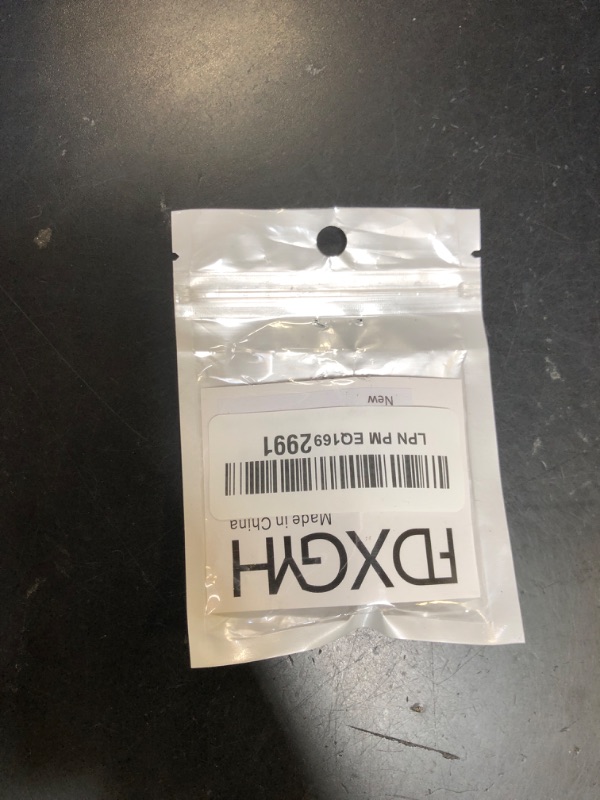 FDXGYH
Made in China
LPN PM EQ1692991
New